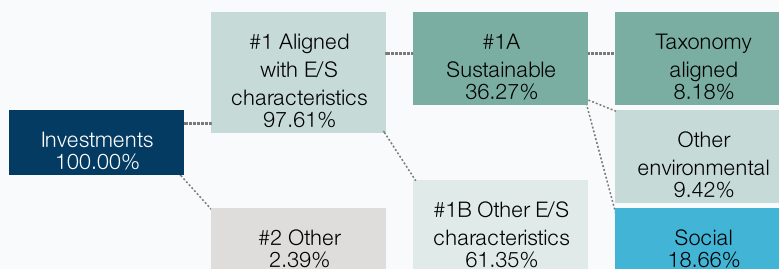 Investments
100.00%
#1 Aligned
with E/S
characteristics
97.61%
#2 Other
2.39%
#1A
Sustainable
36.27%
#1B Other E/S
characteristics
61.35%
Taxonomy
aligned
8.18%
Other
environmental
9.42%
Social
18.66%